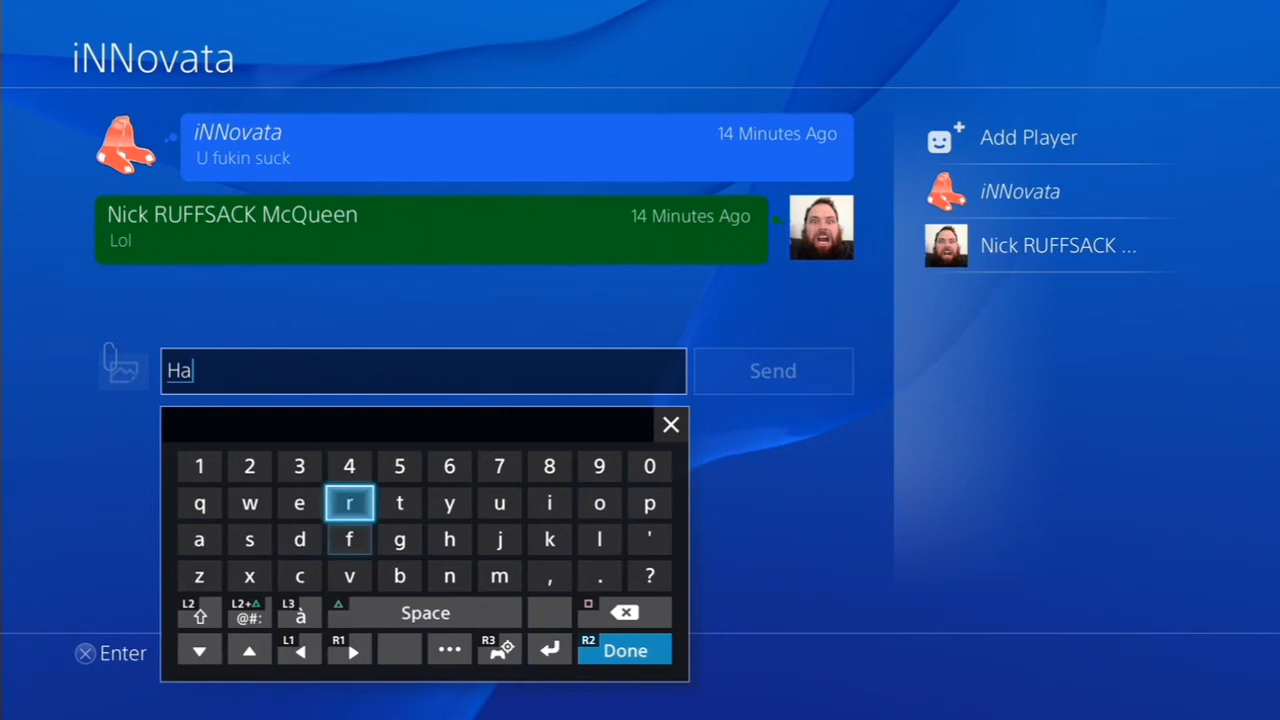 iNNovata
iNNovata 14 Minutes Ago
U fukin suck
Nick RUFFSACK McQueen 14 Minutes Ago
Lol
Add Player
iNNovata
Nick RUFFSACK ...
Ha
Send
1 2 3 4 5 6 7 8 9 0
q w e r t y u i o p
a s d f g h j k l '
z x c v b n m , . ?
L2 L2+△ @#: L3 à △ Space □
L1 R1 ... R3 R2 Done
Enter